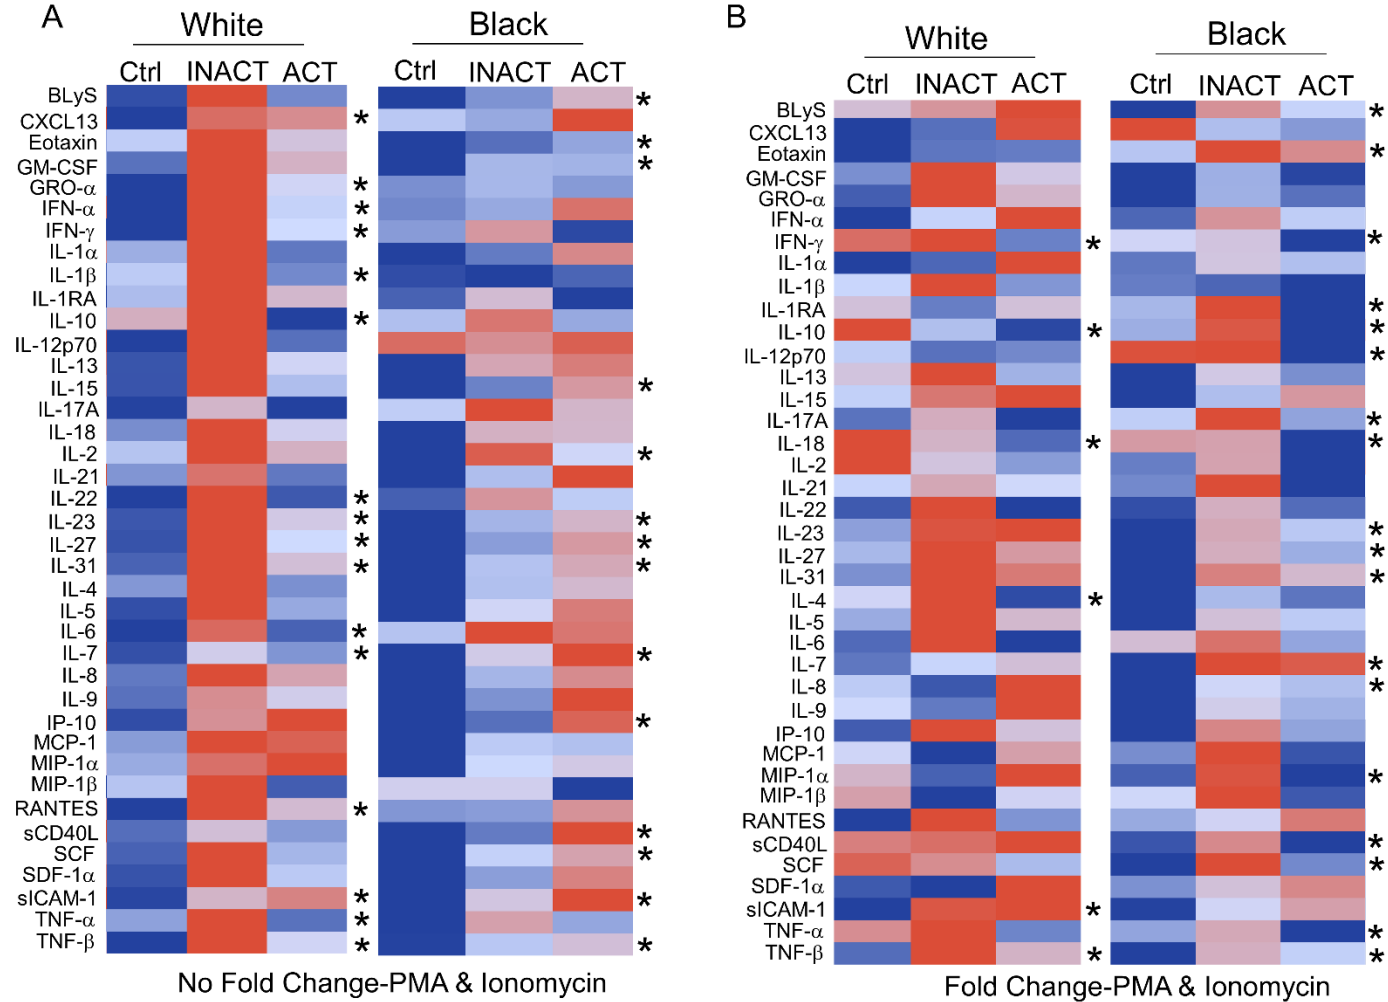 A
White
Black
Ctrl INACT ACT
Ctrl INACT ACT
BLyS *
CXCL13 *
Eotaxin *
GM-CSF *
GRO-α *
IFN-α *
IFN-γ *
IL-1α
IL-1β *
IL-1RA
IL-10 *
IL-12p70
IL-13
IL-15 *
IL-17A
IL-18
IL-2 *
IL-21
IL-22 *
IL-23 * *
IL-27 * *
IL-31 * *
IL-4
IL-5
IL-6 *
IL-7 * *
IL-8
IL-9
IP-10 *
MCP-1
MIP-1α
MIP-1β
RANTES *
sCD40L *
SCF *
SDF-1α
sICAM-1 * *
TNF-α *
TNF-β * *
No Fold Change-PMA & Ionomycin
B
White
Black
Ctrl INACT ACT
Ctrl INACT ACT
BLyS *
CXCL13
Eotaxin *
GM-CSF
GRO-α
IFN-α
IFN-γ * *
IL-1α
IL-1β
IL-1RA *
IL-10 * *
IL-12p70 *
IL-13
IL-15
IL-17A *
IL-18 * *
IL-2
IL-21
IL-22
IL-23 *
IL-27 *
IL-31 *
IL-4 *
IL-5
IL-6
IL-7 *
IL-8 *
IL-9
IP-10
MCP-1
MIP-1α *
MIP-1β
RANTES
sCD40L *
SCF *
SDF-1α
sICAM-1 *
TNF-α *
TNF-β * *
Fold Change-PMA & Ionomycin